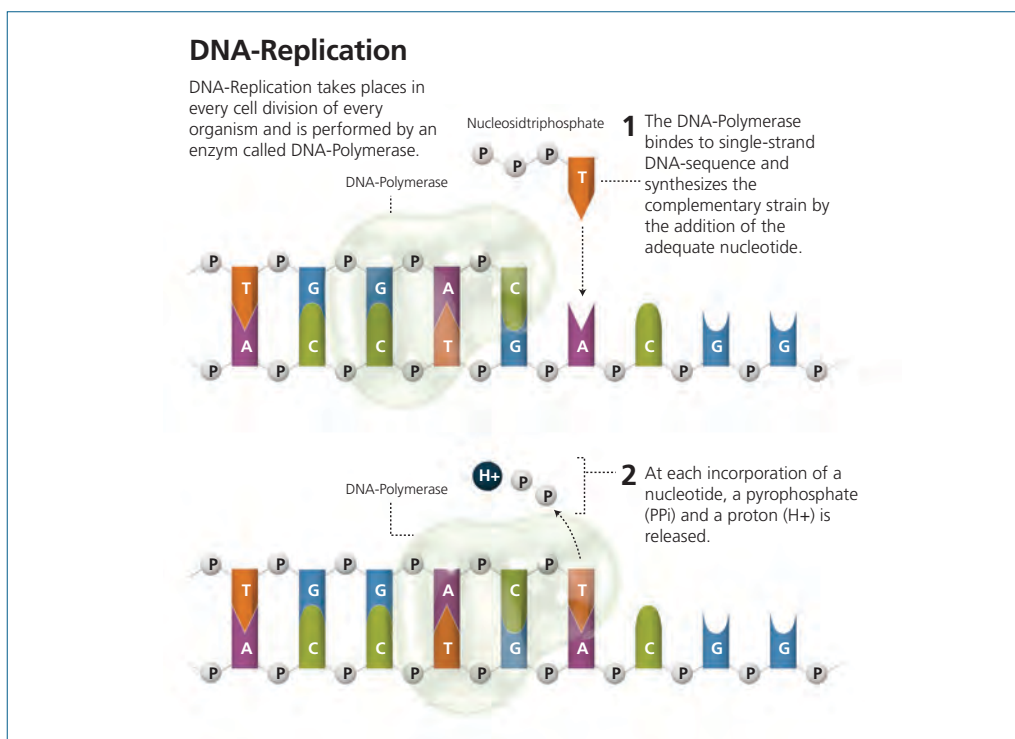 DNA-Replication
DNA-Replication takes places in
every cell division of every
organism and is performed by an
enzym called DNA-Polymerase.
Nucleosidtriphosphate
1 The DNA-Polymerase
bindes to single-strand
DNA-sequence and
synthesizes the
complementary strain by
the addition of the
adequate nucleotide.
P P P
T
DNA-Polymerase
P P P P P
T G G A C
A C C T G A C G G
P P P P P P P P P P
2 At each incorporation of a
nucleotide, a pyrophosphate
(PPi) and a proton (H+) is
released.
H+ P P
DNA-Polymerase
P P P P P P
T G G A C T
A C C T G A C G G
P P P P P P P P P P